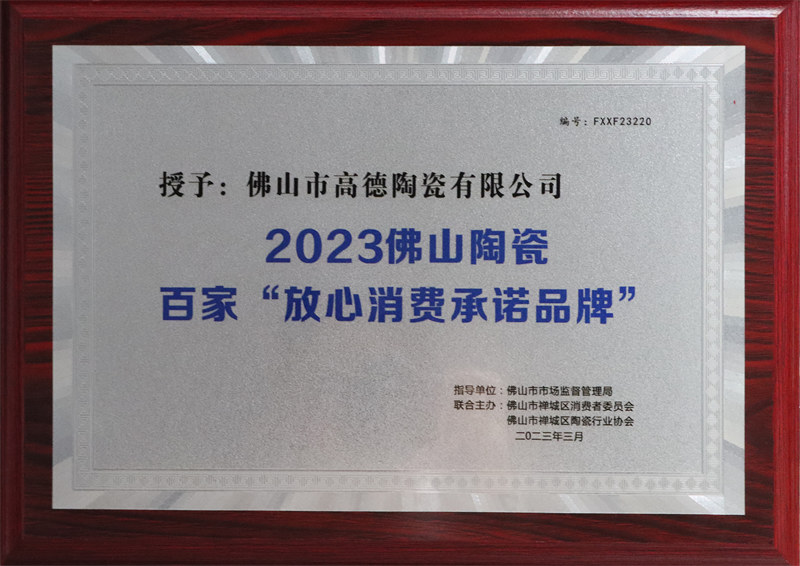 编号：FXXF23220
授予：佛山市高德陶瓷有限公司
2023佛山陶瓷
百家“放心消费承诺品牌”
指导单位：佛山市市场监督管理局
联合主办：佛山市禅城区消费者委员会
佛山市禅城区陶瓷行业协会
二0二三年三月